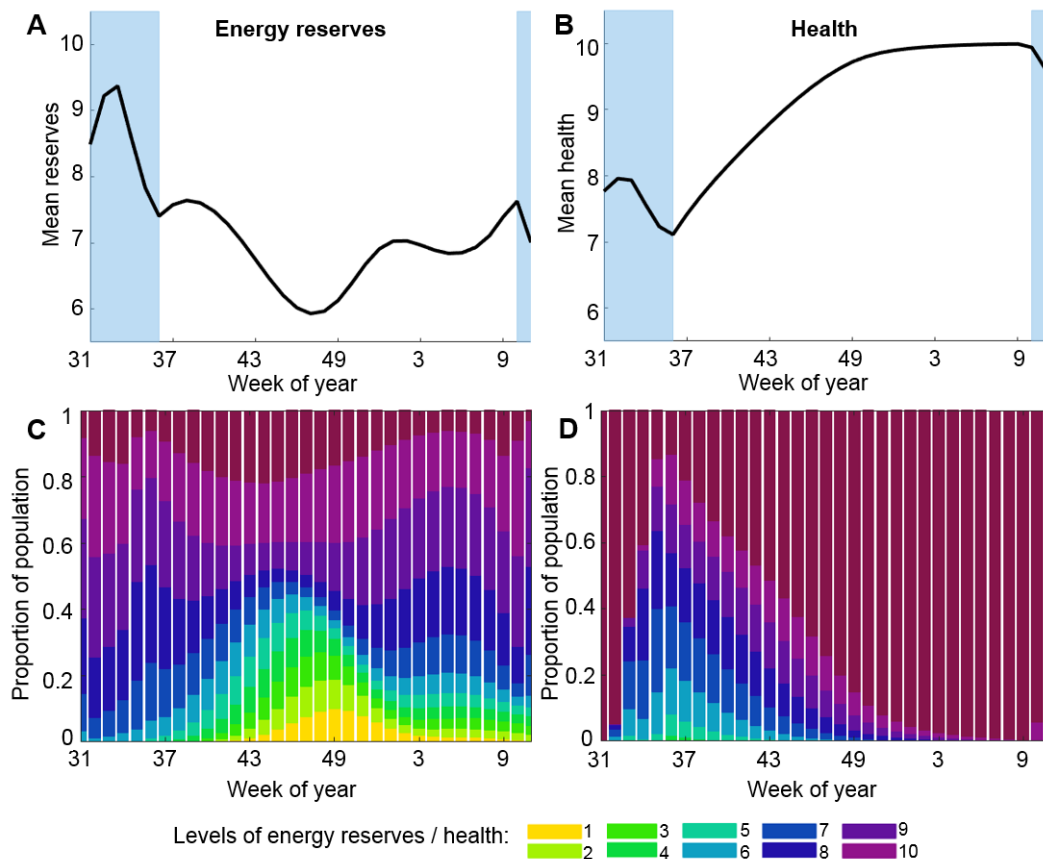 A
Energy reserves
Mean reserves
10
9
8
7
6
31 37 43 49 3 9
Week of year
B
Health
Mean health
10
9
8
7
6
31 37 43 49 3 9
Week of year
C
Proportion of population
1
0.8
0.6
0.4
0.2
0
31 37 43 49 3 9
Week of year
D
Proportion of population
1
0.8
0.6
0.4
0.2
0
31 37 43 49 3 9
Week of year
Levels of energy reserves / health:
1 3 5 7 9
2 4 6 8 10